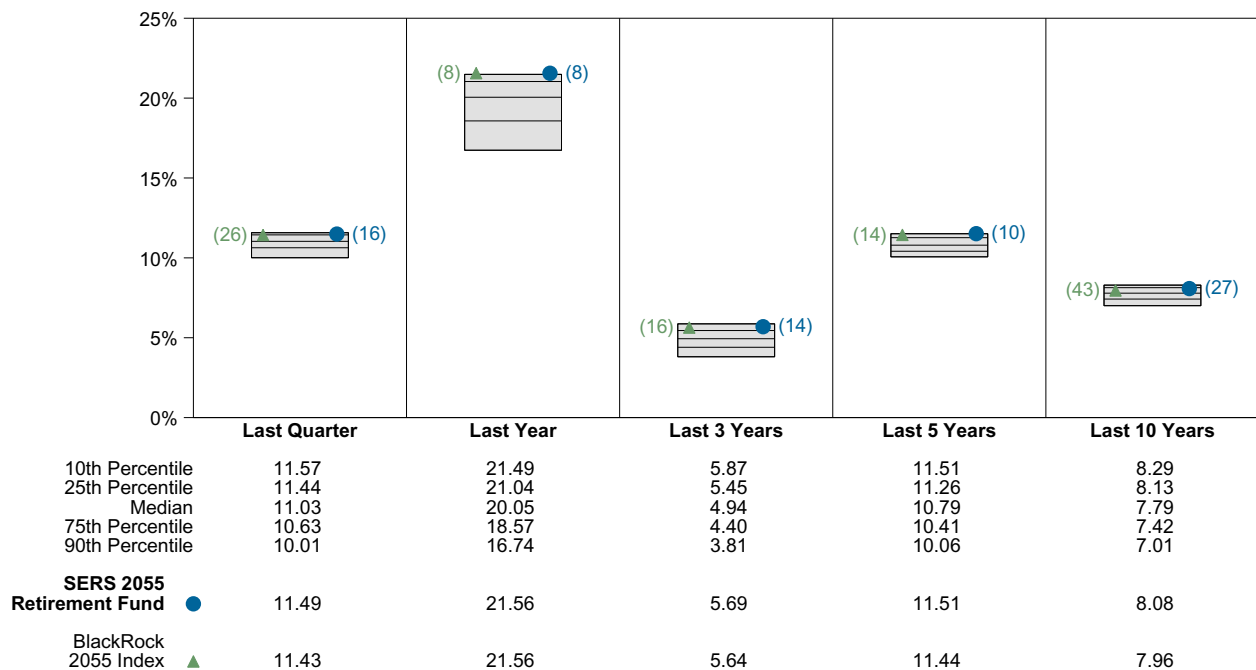 25%
20%
15%
10%
5%
0%
(26) (16)
(8) (8)
(16) (14)
(14) (10)
(43) (27)
Last Quarter Last Year Last 3 Years Last 5 Years Last 10 Years
10th Percentile 11.57 21.49 5.87 11.51 8.29
25th Percentile 11.44 21.04 5.45 11.26 8.13
Median 11.03 20.05 4.94 10.79 7.79
75th Percentile 10.63 18.57 4.40 10.41 7.42
90th Percentile 10.01 16.74 3.81 10.06 7.01
SERS 2055
Retirement Fund 11.49 21.56 5.69 11.51 8.08
BlackRock
2055 Index 11.43 21.56 5.64 11.44 7.96